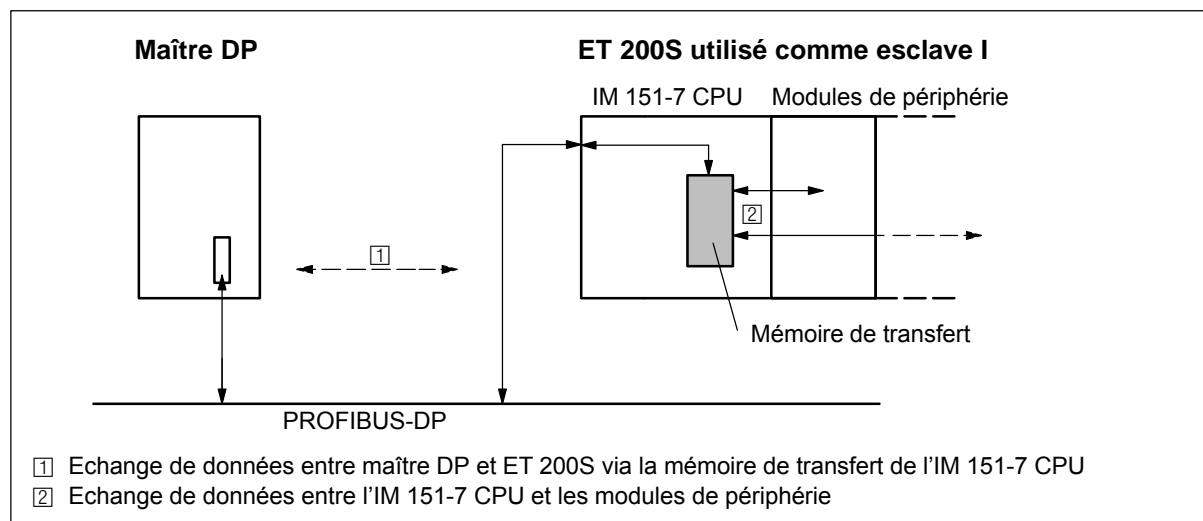 Maître DP
ET 200S utilisé comme esclave I
IM 151-7 CPU
Modules de périphérie
2
1
Mémoire de transfert
PROFIBUS-DP
1 Echange de données entre maître DP et ET 200S via la mémoire de transfert de l’IM 151-7 CPU
2 Echange de données entre l’IM 151-7 CPU et les modules de périphérie